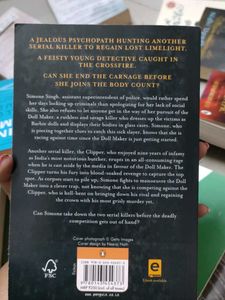 A JEALOUS PSYCHOPATH HUNTING ANOTHER
SERIAL KILLER TO REGAIN LOST LIMELIGHT.
A FEISTY YOUNG DETECTIVE CAUGHT IN
THE CROSSFIRE.
CAN SHE END THE CARNAGE BEFORE
SHE JOINS THE BODY COUNT?
Simone Singh, assistant superintendent of police, would rather spend
her days locking up criminals than apologizing for her lack of social
skills. She also refuses to let anyone get in the way of her pursuit of the
Doll Maker, a ruthless and savage killer who dresses up his victims as
Barbie dolls and displays their bodies in glass cases. Simone, who
is piecing together clues to catch this sick slayer, knows that she is
racing against time since the Doll Maker is just getting started.
Another serial killer, the Clipper, who enjoyed nine years of infamy
as India's most notorious butcher, erupts in an all-consuming rage
when he is cast aside by the media in favour of the Doll Maker. The
Clipper turns his fury into blood-soaked revenge to capture the top
spot. As corpses start to pile up, Simone fights to manoeuvre the Doll
Maker into a clever trap, not knowing that she is competing against the
Clipper, who is hell-bent on bringing down his rival and regaining
the crown with his most grisly murder yet.
Can Simone take down the two serial killers before the deadly
competition gets out of hand?
Cover photograph © Getty Images
Cover design by Neeraj Nath
FSC
www.penguin.co.in